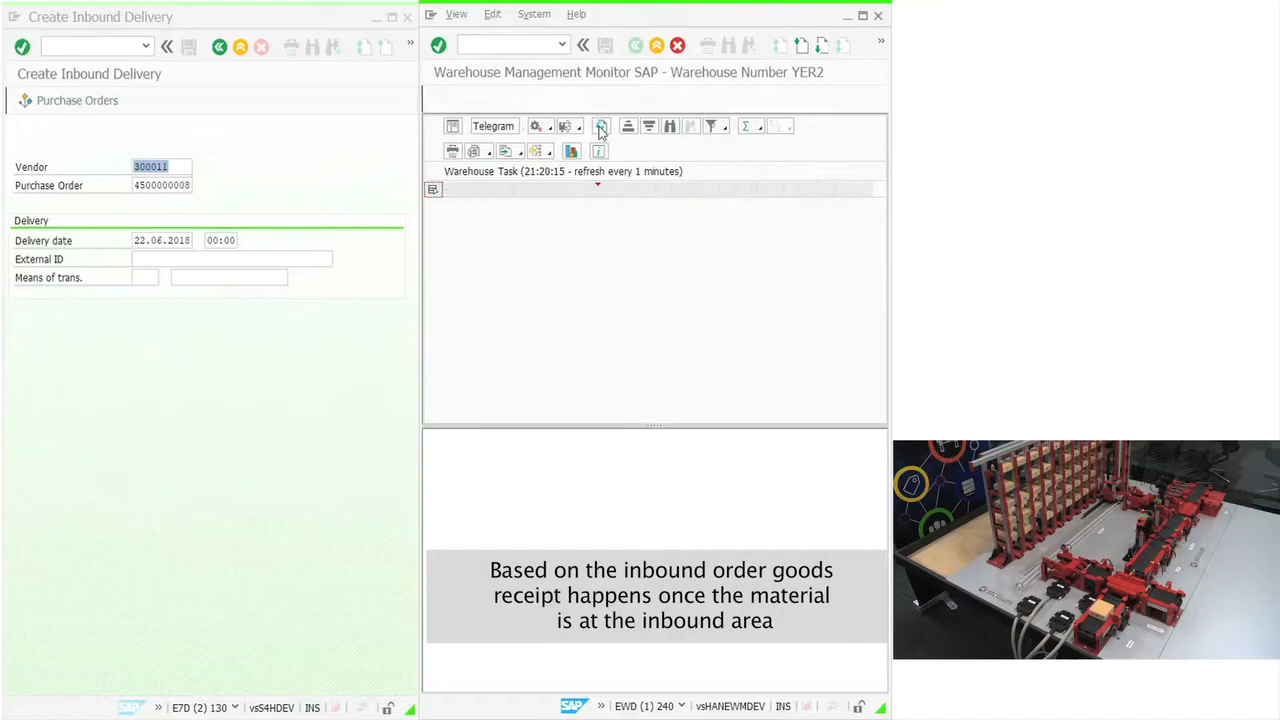 Create Inbound Delivery
Create Inbound Delivery
Purchase Orders
Vendor 300011
Purchase Order 4500000008
Delivery
Delivery date 22.06.2018 00:00
External ID
Means of trans.
SAP E7D (2) 130 vsS4HDEV INS
View Edit System Help
Warehouse Management Monitor SAP - Warehouse Number YER2
Telegram
Warehouse Task (21:20:15 - refresh every 1 minutes)
Based on the inbound order goods
receipt happens once the material
is at the inbound area
SAP EWD (1) 240 vsHANEWMDEV INS